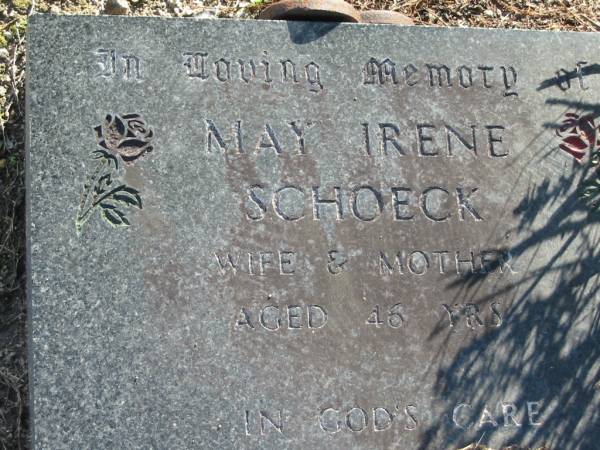 In Loving Memory of
MAY IRENE
SCHOECK
WIFE & MOTHER
AGED 46 YRS
IN GOD'S CARE